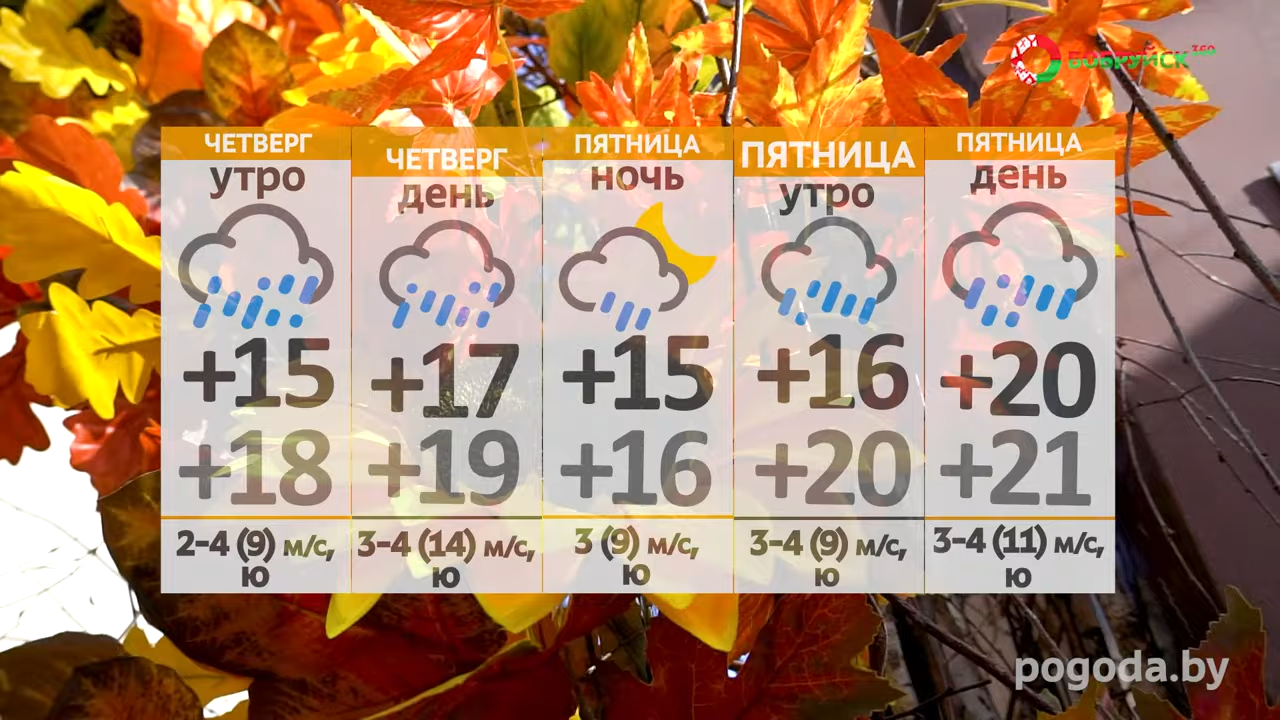 БОБРУЙСК 360
ЧЕТВЕРГ
утро
+15
+18
2-4 (9) м/с,
ю
ЧЕТВЕРГ
день
+17
+19
3-4 (14) м/с,
ю
ПЯТНИЦА
ночь
+15
+16
3 (9) м/с,
ю
ПЯТНИЦА
утро
+16
+20
3-4 (9) м/с,
ю
ПЯТНИЦА
день
+20
+21
3-4 (11) м/с,
ю
pogoda.by